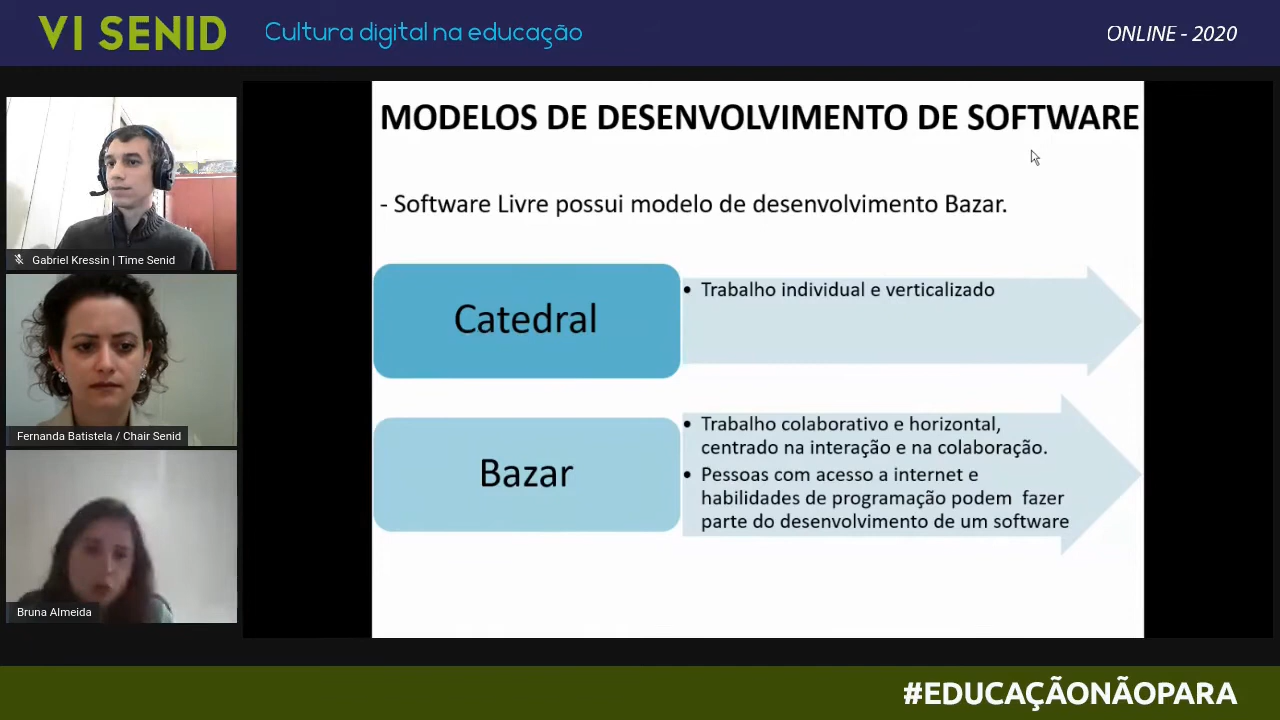 VI SENID
Cultura digital na educação
ONLINE - 2020
Gabriel Kressin | Time Senid
Fernanda Batistela / Chair Senid
Bruna Almeida
MODELOS DE DESENVOLVIMENTO DE SOFTWARE
- Software Livre possui modelo de desenvolvimento Bazar.
Catedral
• Trabalho individual e verticalizado
Bazar
• Trabalho colaborativo e horizontal,
centrado na interação e na colaboração.
• Pessoas com acesso a internet e
habilidades de programação podem fazer
parte do desenvolvimento de um software
#EDUCAÇÃONÃOPARA